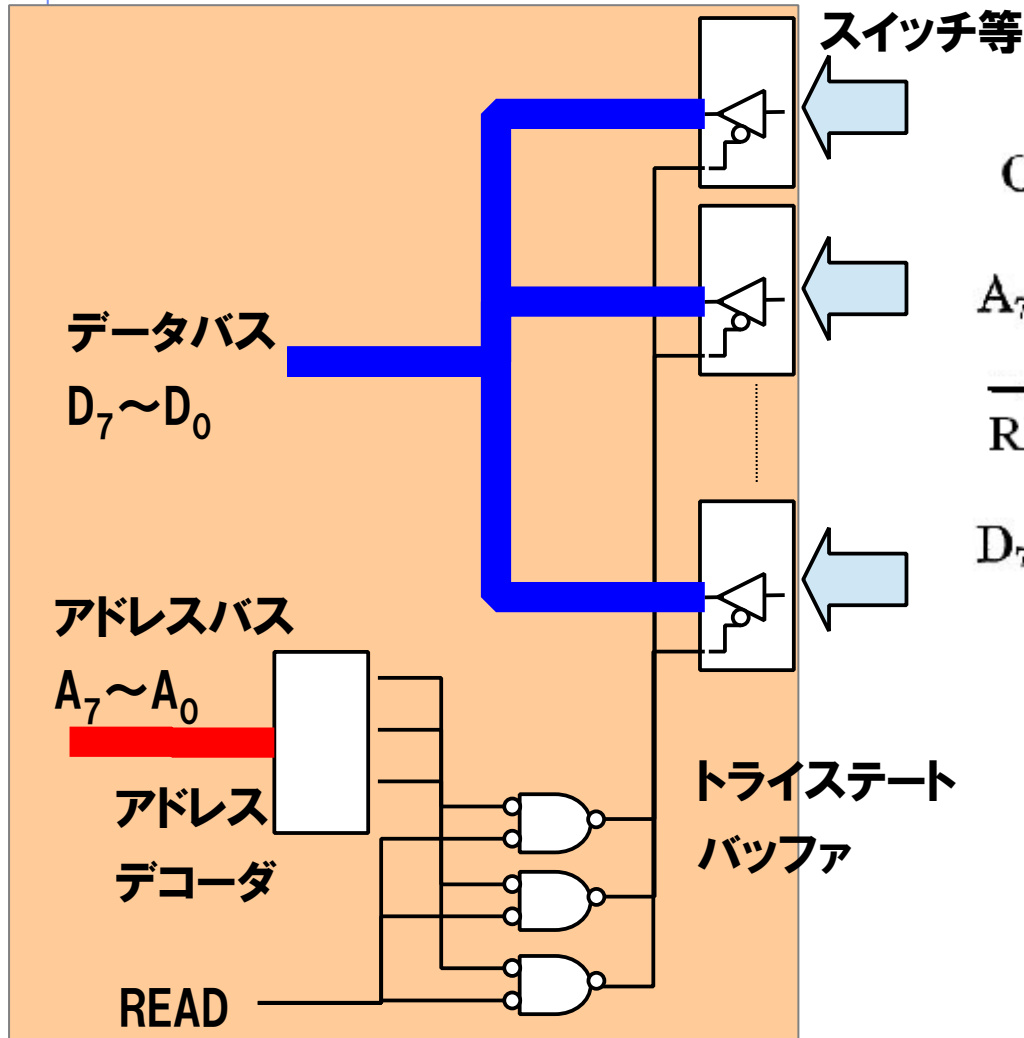 スイッチ等
データバス
D₇～D₀
アドレスバス
A₇～A₀
アドレス
デコーダ
READ
トライステート
バッファ
A₇
R
D₇